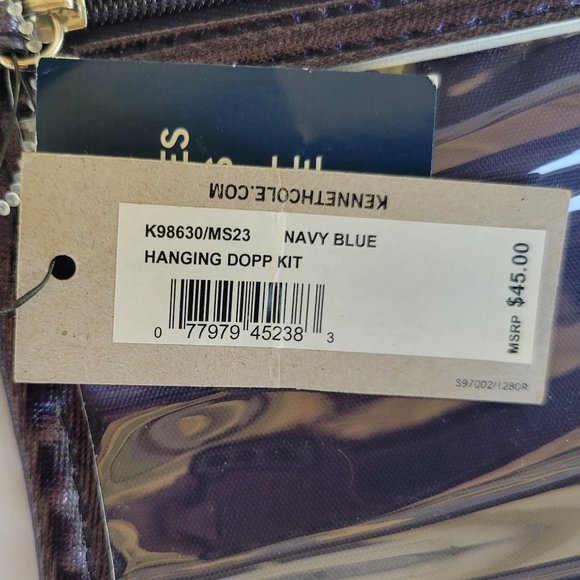 KENNETHCOLE.COM
K98630/MS23 NAVY BLUE
HANGING DOPP KIT
0 77979 45238 3
MSRP $45.00
S97002/1280R